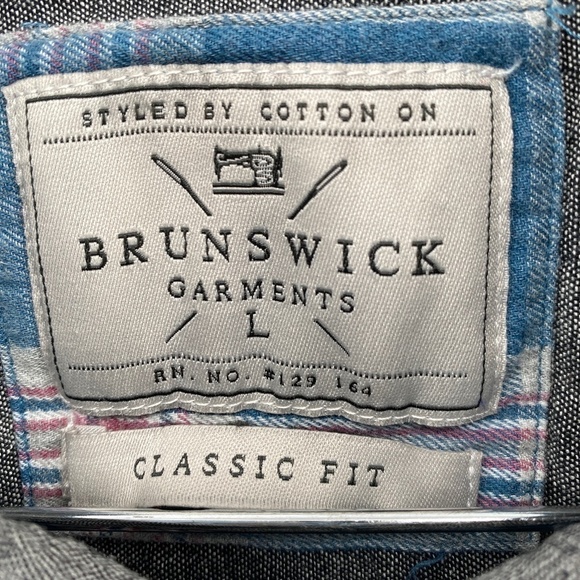 STYLED BY COTTON ON
BRUNSWICK
GARMENTS
L
RN. NO. #129 164
CLASSIC FIT